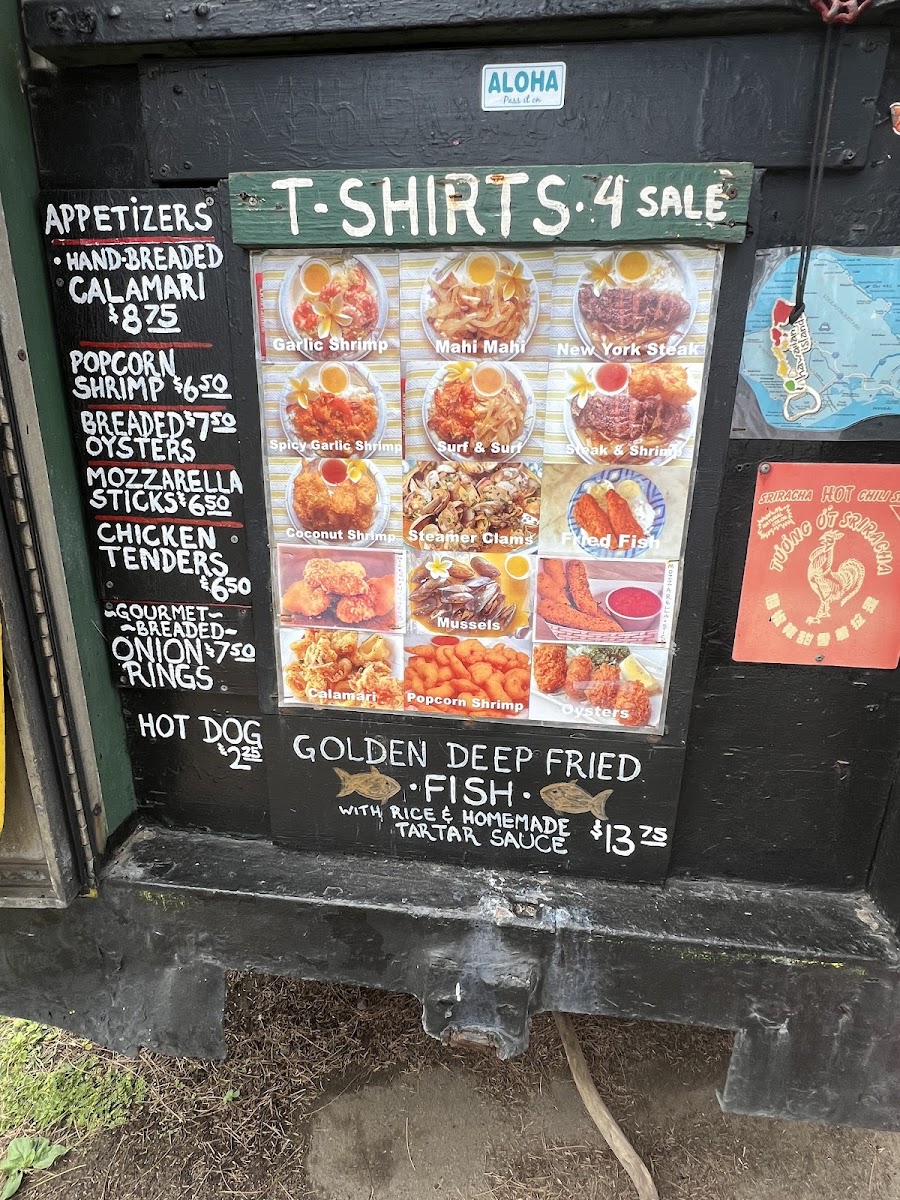 ALOHA
Pass it on
T-SHIRTS·4 SALE
APPETIZERS
• HAND-BREADED
CALAMARI
$8 75
POPCORN
SHRIMP $6 50
BREADED $7 50
OYSTERS
MOZZARELLA
STICKS $6 50
CHICKEN
TENDERS
$6 50
~GOURMET~
~BREADED~
ONION $7 50
RINGS
HOT DOG
$2 25
Garlic Shrimp
Mahi Mahi
New York Steak
Spicy Garlic Shrimp
Surf & Surf
Steak & Shrimp
Coconut Shrimp
Steamer Clams
Fried Fish
Mussels
Calamari
Popcorn Shrimp
Oysters
GOLDEN DEEP FRIED
·FISH·
WITH RICE & HOMEMADE
TARTAR SAUCE $13 75
SRIRACHA HOT CHILI
TƯƠNG ỚT SRIRACHA